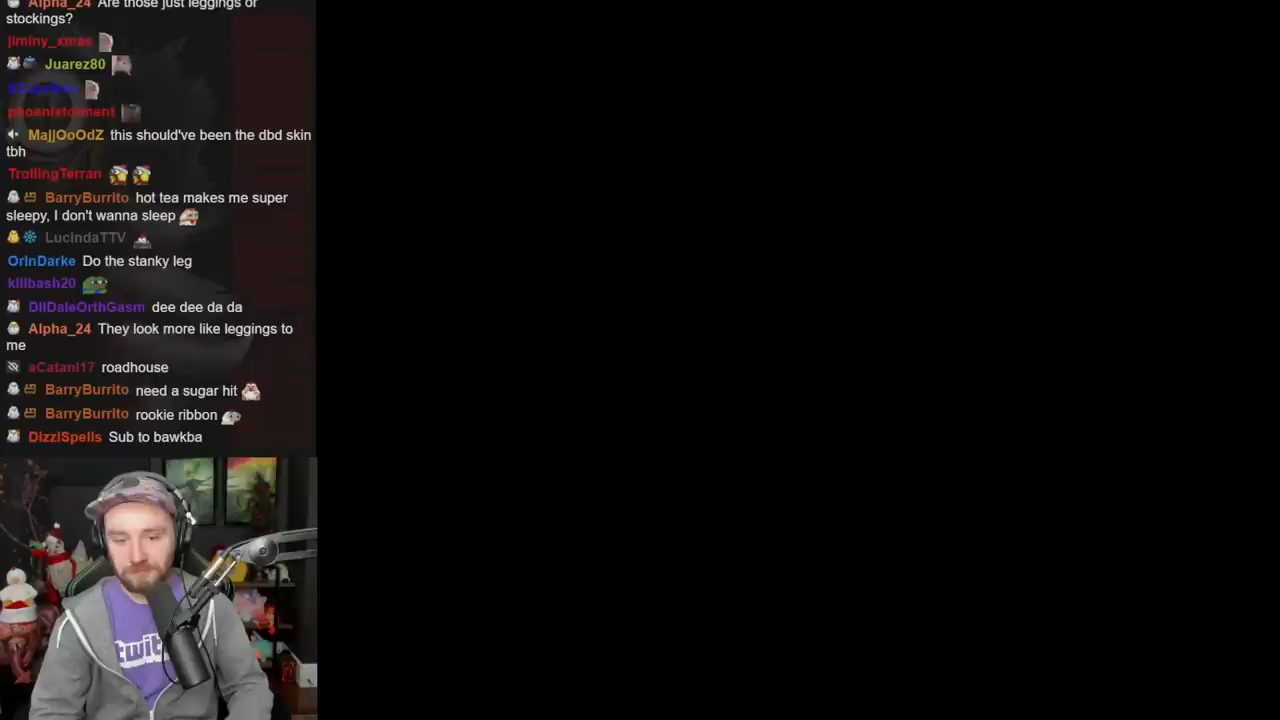 Alpha_24 Are those just leggings or
stockings?
jiminy_xmas
Juarez80
phoenixtorment
MajjOoOdZ this should've been the dbd skin
tbh
TrollingTerran
BarryBurrito hot tea makes me super
sleepy, I don't wanna sleep
LucindaTTV
OrinDarke Do the stanky leg
killbash20
DilDaleOrthGasm dee dee da da
Alpha_24 They look more like leggings to
me
aCatani17 roadhouse
BarryBurrito need a sugar hit
BarryBurrito rookie ribbon
DizziSpells Sub to bawkba
twit